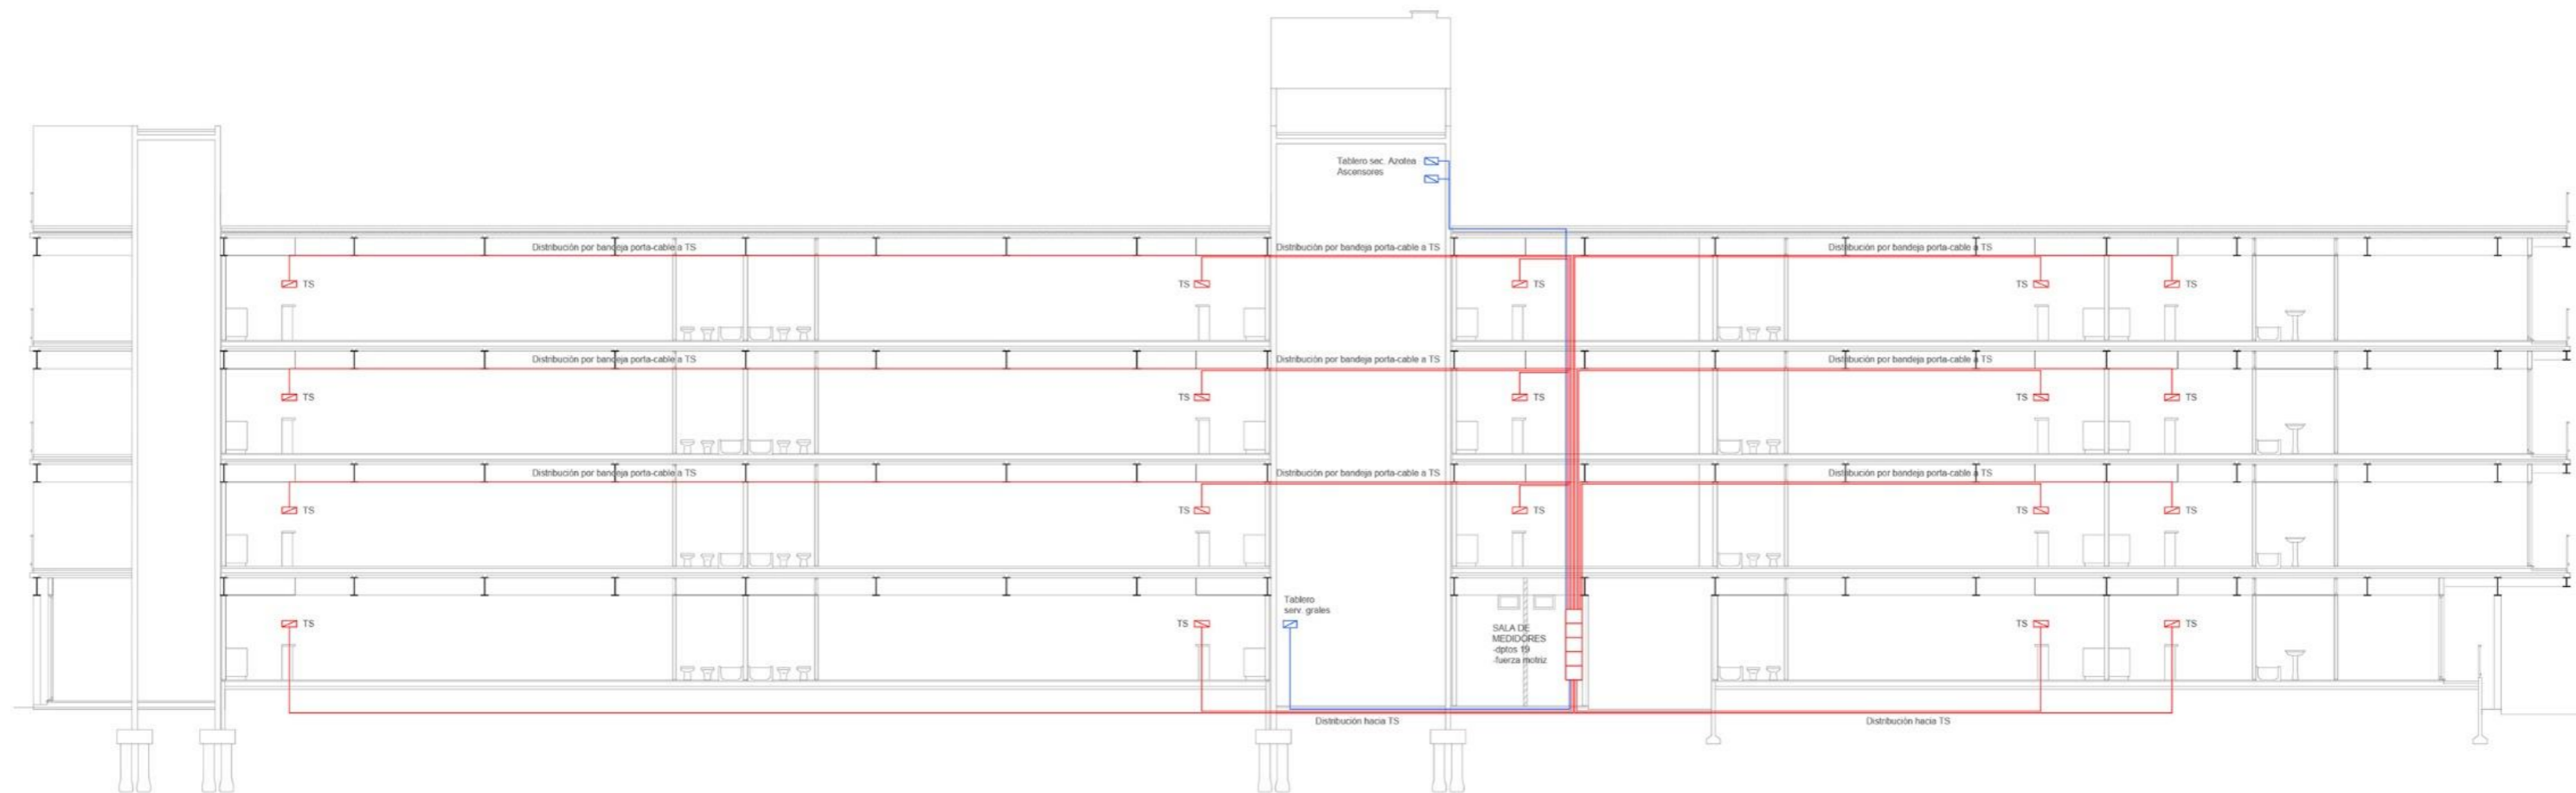 Tablero sec. Azotea
Ascensores
Distribución por bandeja porta-cable a TS
Distribución por bandeja porta-cable a TS
Distribución por bandeja porta-cable a TS
TS
TS
TS
TS
TS
Distribución por bandeja porta-cable a TS
Distribución por bandeja porta-cable a TS
Distribución por bandeja porta-cable a TS
TS
TS
TS
TS
TS
Distribución por bandeja porta-cable a TS
Distribución por bandeja porta-cable a TS
Distribución por bandeja porta-cable a TS
TS
TS
TS
TS
TS
Tablero
serv. grales
TS
TS
SALA DE
MEDIDORES
-dptos 19
-fuerza motriz
TS
TS
Distribución hacia TS
Distribución hacia TS